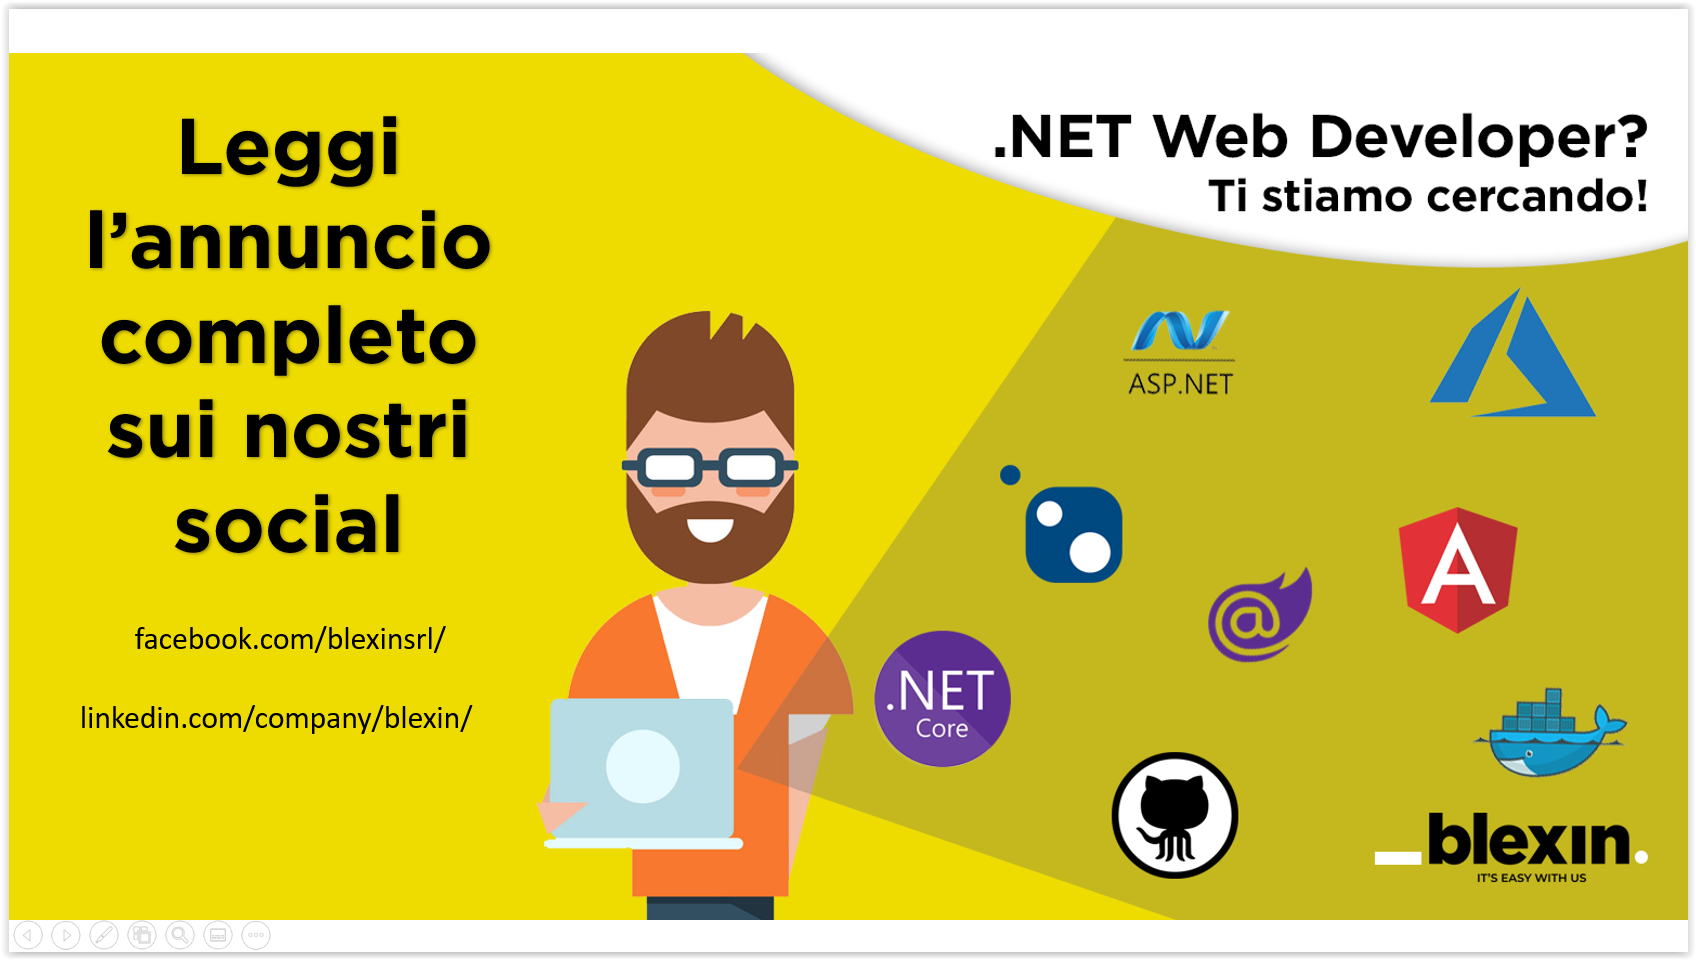 Leggi
l’annuncio
completo
sui nostri
social
facebook.com/blexinsrl/
linkedin.com/company/blexin/
.NET Web Developer?
Ti stiamo cercando!
ASP.NET
A
@
.NET
Core
blexin.
IT'S EASY WITH US